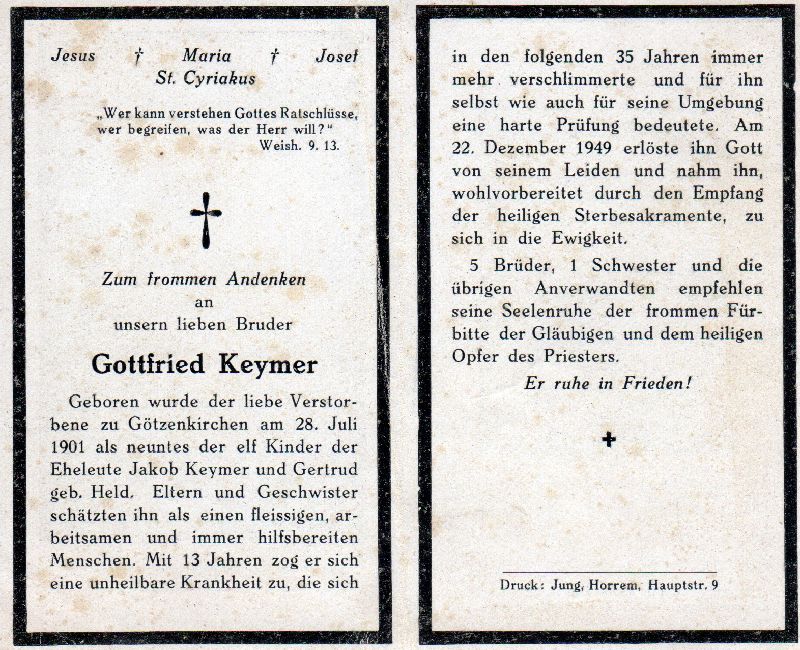 Jesus † Maria † Josef
St. Cyriakus
„Wer kann verstehen Gottes Ratschlüsse,
wer begreifen, was der Herr will?"
Weish. 9. 13.
Zum frommen Andenken
an
unsern lieben Bruder
Gottfried Keymer
Geboren wurde der liebe Verstor-
bene zu Götzenkirchen am 28. Juli
1901 als neuntes der elf Kinder der
Eheleute Jakob Keymer und Gertrud
geb. Held. Eltern und Geschwister
schätzten ihn als einen fleissigen, ar-
beitsamen und immer hilfsbereiten
Menschen. Mit 13 Jahren zog er sich
eine unheilbare Krankheit zu, die sich
in den folgenden 35 Jahren immer
mehr verschlimmerte und für ihn
selbst wie auch für seine Umgebung
eine harte Prüfung bedeutete. Am
22. Dezember 1949 erlöste ihn Gott
von seinem Leiden und nahm ihn,
wohlvorbereitet durch den Empfang
der heiligen Sterbesakramente, zu
sich in die Ewigkeit.
5 Brüder, 1 Schwester und die
übrigen Anverwandten empfehlen
seine Seelenruhe der frommen Für-
bitte der Gläubigen und dem heiligen
Opfer des Priesters.
Er ruhe in Frieden!
Druck: Jung, Horrem, Hauptstr. 9